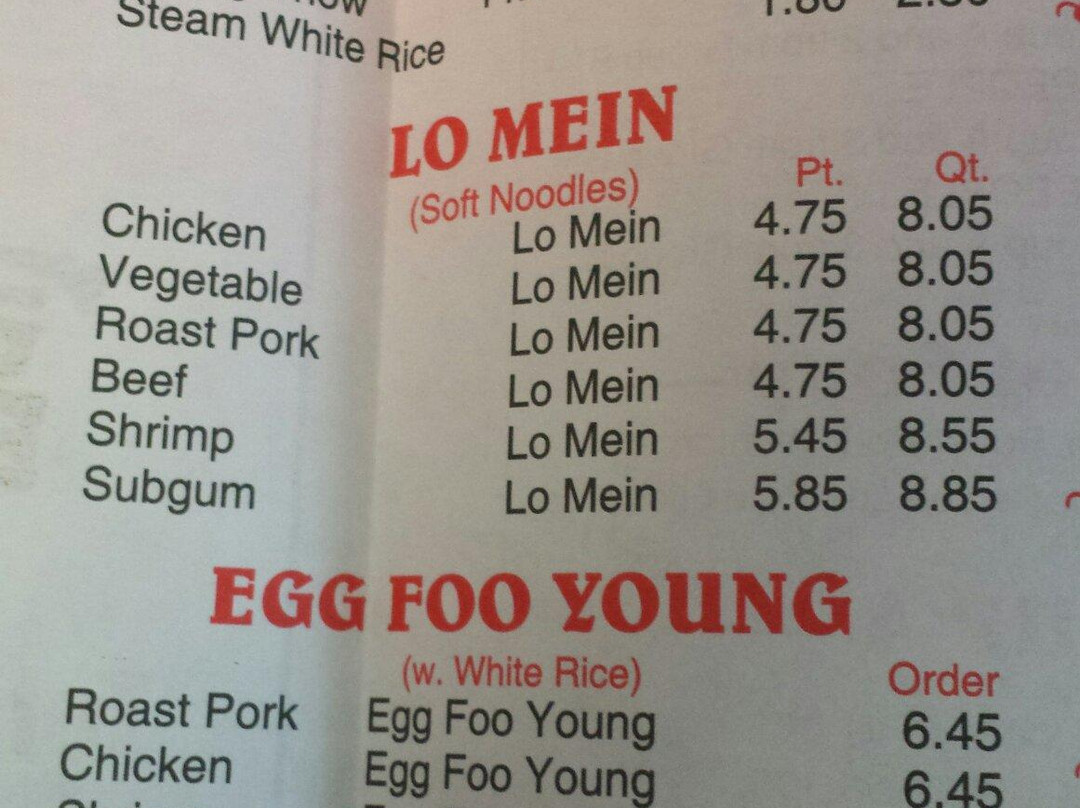 Steam White Rice
LO MEIN
(Soft Noodles) Pt. Qt.
Chicken Lo Mein 4.75 8.05
Vegetable Lo Mein 4.75 8.05
Roast Pork Lo Mein 4.75 8.05
Beef Lo Mein 4.75 8.05
Shrimp Lo Mein 5.45 8.55
Subgum Lo Mein 5.85 8.85
EGG FOO YOUNG
(w. White Rice) Order
Roast Pork Egg Foo Young 6.45
Chicken Egg Foo Young 6.45